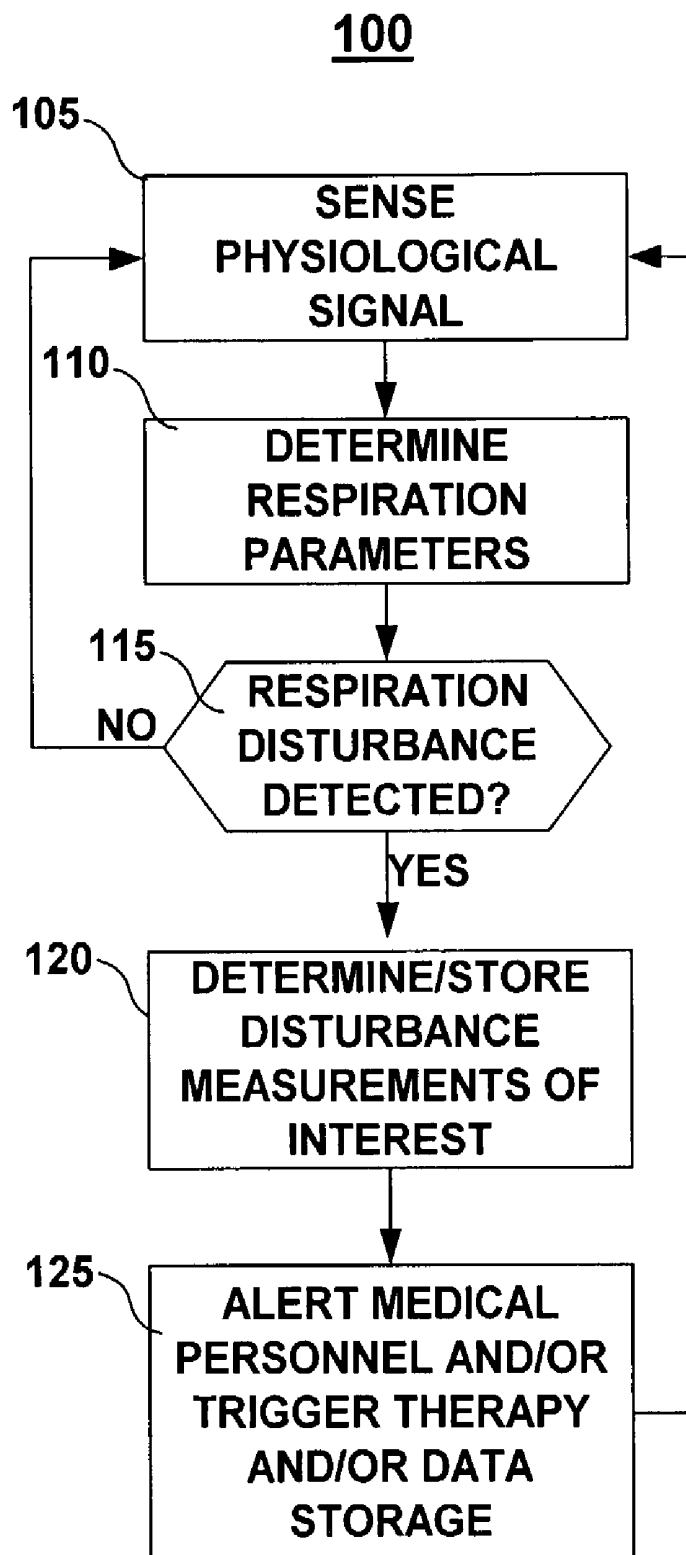 100
105
SENSE
PHYSIOLOGICAL
SIGNAL
110
DETERMINE
RESPIRATION
PARAMETERS
115
RESPIRATION
DISTURBANCE
DETECTED?
NO
YES
120
DETERMINE/STORE
DISTURBANCE
MEASUREMENTS OF
INTEREST
125
ALERT MEDICAL
PERSONNEL AND/OR
TRIGGER THERAPY
AND/OR DATA
STORAGE